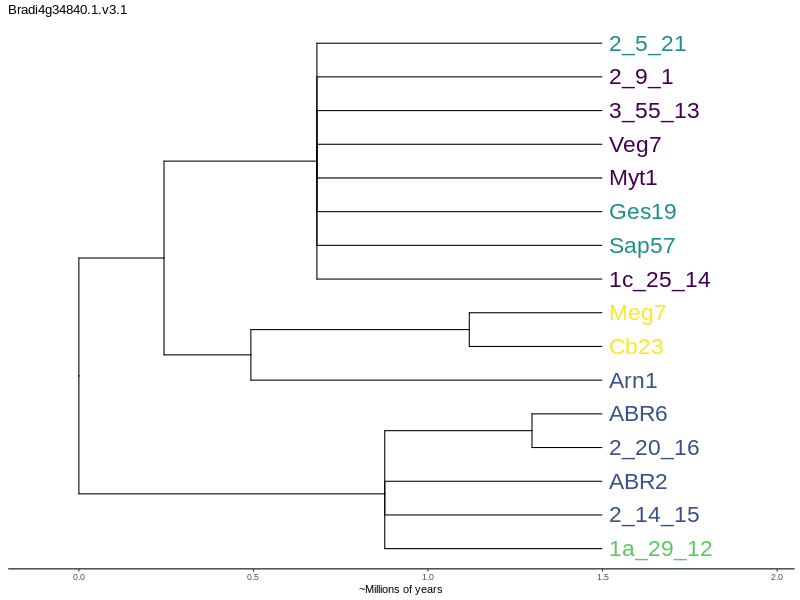 Bradi4g34840.1.v3.1
2_5_21
2_9_1
3_55_13
Veg7
Myt1
Ges19
Sap57
1c_25_14
Meg7
Cb23
Arn1
ABR6
2_20_16
ABR2
2_14_15
1a_29_12
0.0 0.5 1.0 1.5 2.0
~Millions of years